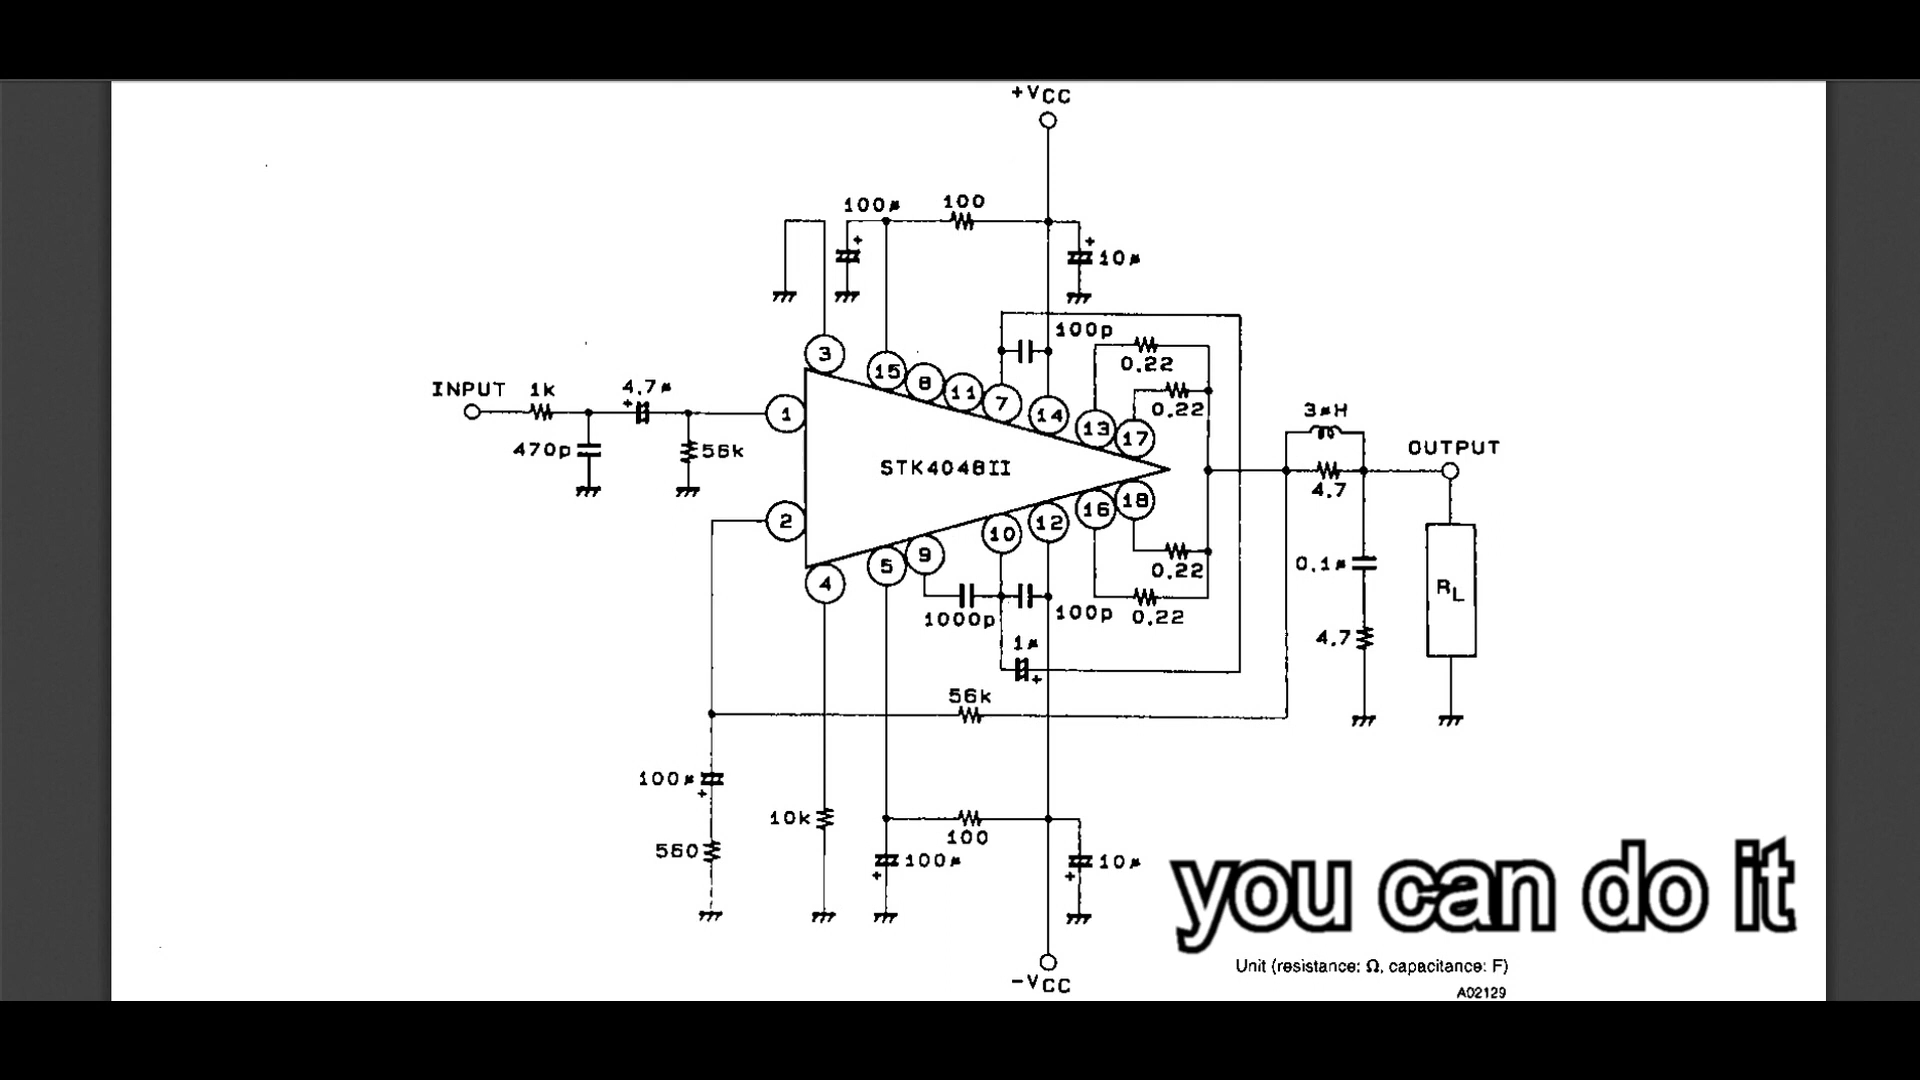 +VCC
100µ 100
10µ
100p
0.22
3 15 8 11 7 14 13 17
0.22
INPUT 1k 4.7µ
1
470p 56k
STK4048II
3µH
OUTPUT
4.7
2
4 5 9 10 12 16 18
0.22
1000p 100p 0.22
1µ
0.1µ
RL
4.7
56k
100µ
10k
100
560
100µ 10µ
you can do it
-VCC
Unit (resistance: Ω, capacitance: F)
A02129